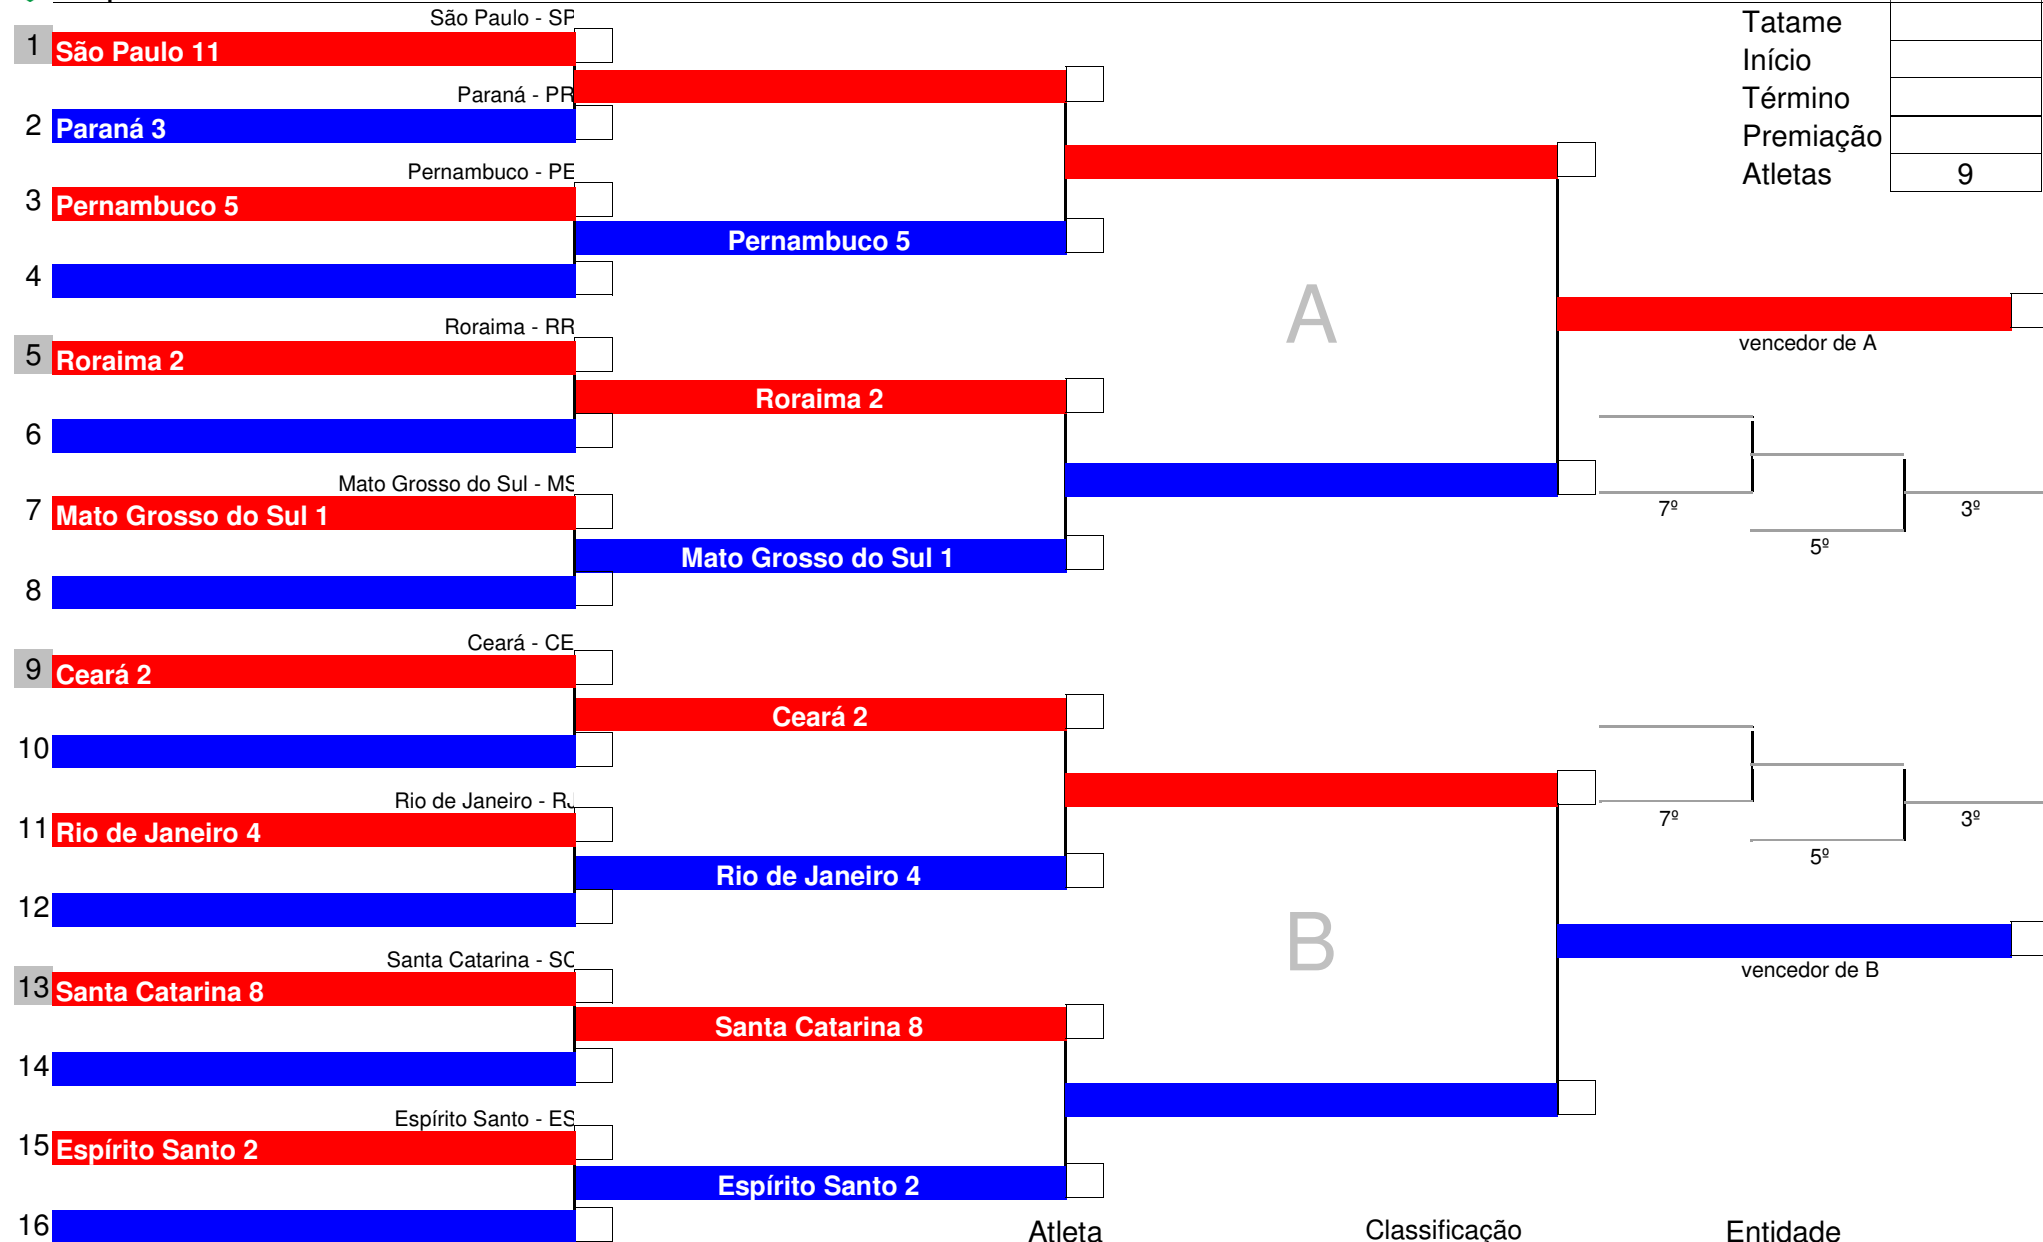 São Paulo - SP
1 São Paulo 11
Paraná - PR
2 Paraná 3
Pernambuco - PE
3 Pernambuco 5
Pernambuco 5
4
Roraima - RR
5 Roraima 2
Roraima 2
6
Mato Grosso do Sul - MS
7 Mato Grosso do Sul 1
Mato Grosso do Sul 1
8
Ceará - CE
9 Ceará 2
Ceará 2
10
Rio de Janeiro - RJ
11 Rio de Janeiro 4
Rio de Janeiro 4
12
Santa Catarina - SC
13 Santa Catarina 8
Santa Catarina 8
14
Espírito Santo - ES
15 Espírito Santo 2
Espírito Santo 2
16
A
B
Tatame
Início
Término
Premiação
Atletas 9
vencedor de A
7º
3º
5º
7º
3º
5º
vencedor de B
Atleta Classificação Entidade